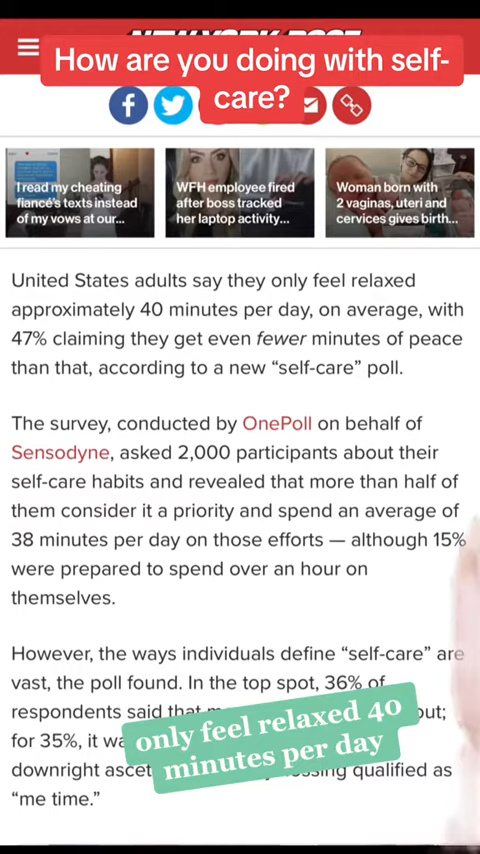 How are you doing with self-
care?
I read my cheating
fiancé's texts instead
of my vows at our...
WFH employee fired
after boss tracked
her laptop activity...
Woman born with
2 vaginas, uteri and
cervices gives birth...
United States adults say they only feel relaxed
approximately 40 minutes per day, on average, with
47% claiming they get even fewer minutes of peace
than that, according to a new “self-care” poll.
The survey, conducted by OnePoll on behalf of
Sensodyne, asked 2,000 participants about their
self-care habits and revealed that more than half of
them consider it a priority and spend an average of
38 minutes per day on those efforts — although 15%
were prepared to spend over an hour on
themselves.
However, the ways individuals define “self-care” are
vast, the poll found. In the top spot, 36% of
respondents said that
for 35%, it
downright qualified as
“me time.”
only feel relaxed 40
minutes per day